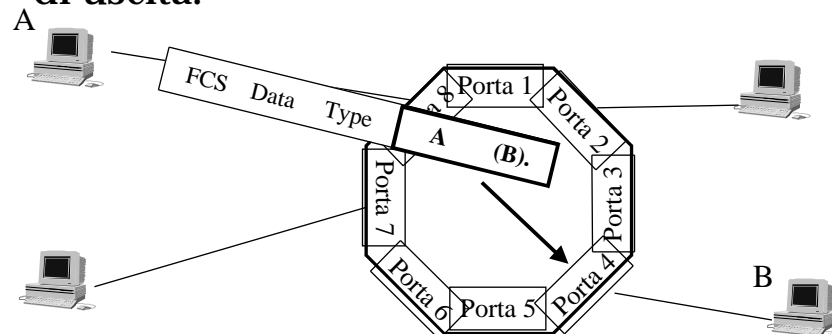 di uscita.
A
FCS Data Type A (B).
Porta 1
Porta 2
Porta 3
Porta 4
Porta 5
Porta 6
Porta 7
8
B